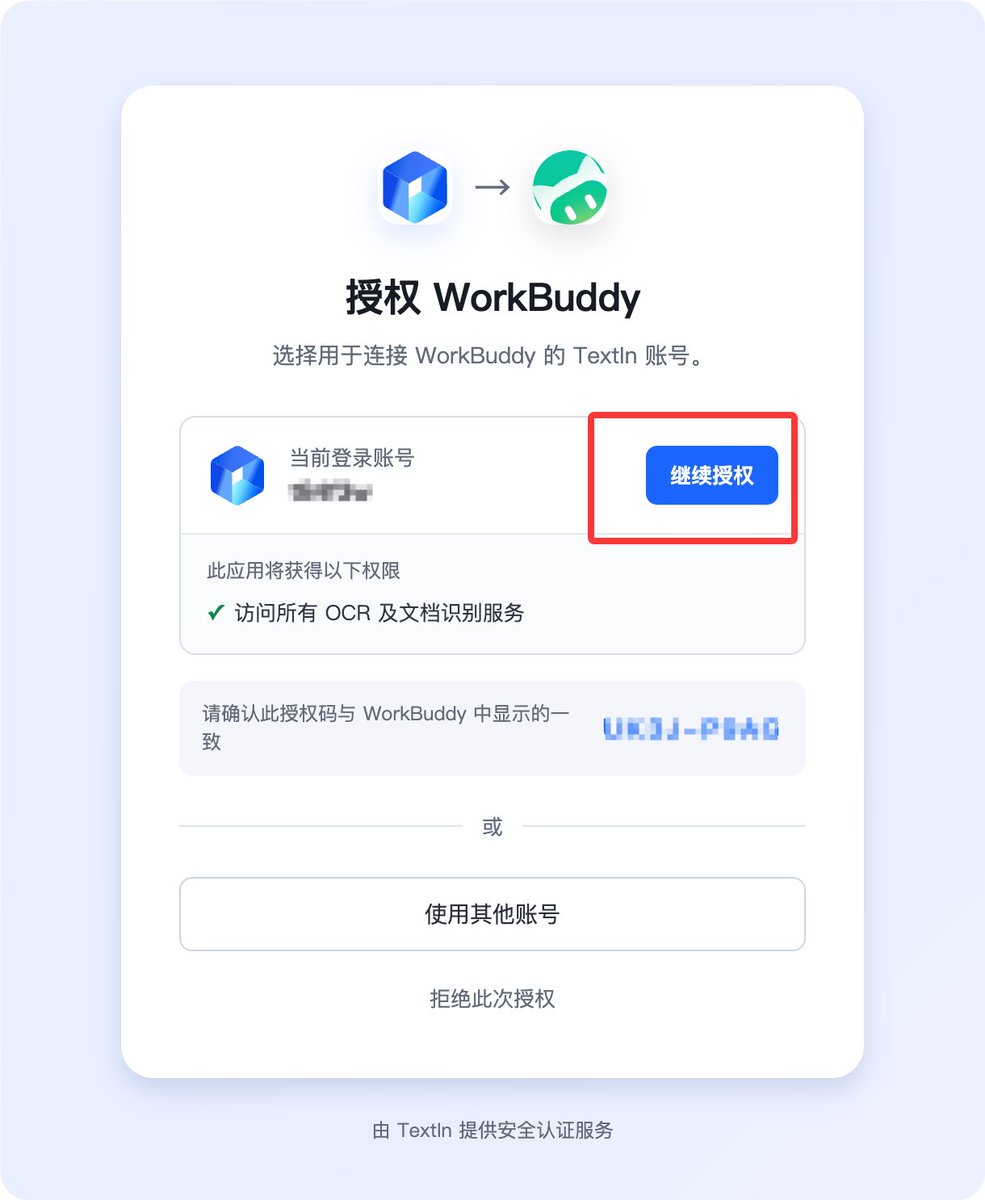 授权 WorkBuddy
选择用于连接 WorkBuddy 的 TextIn 账号。
当前登录账号
继续授权
此应用将获得以下权限
✓ 访问所有 OCR 及文档识别服务
请确认此授权码与 WorkBuddy 中显示的一
致
或
使用其他账号
拒绝此次授权
由 TextIn 提供安全认证服务